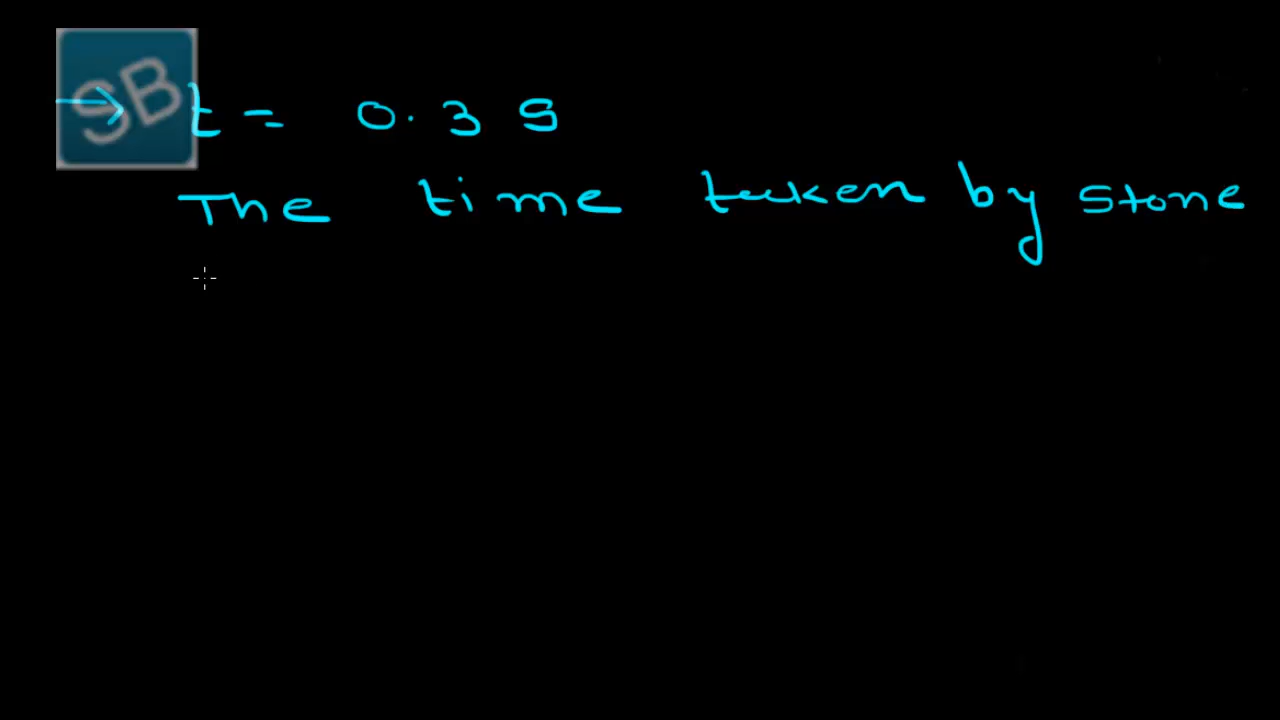 SB
→ t = 0.3 s
The time taken by stone